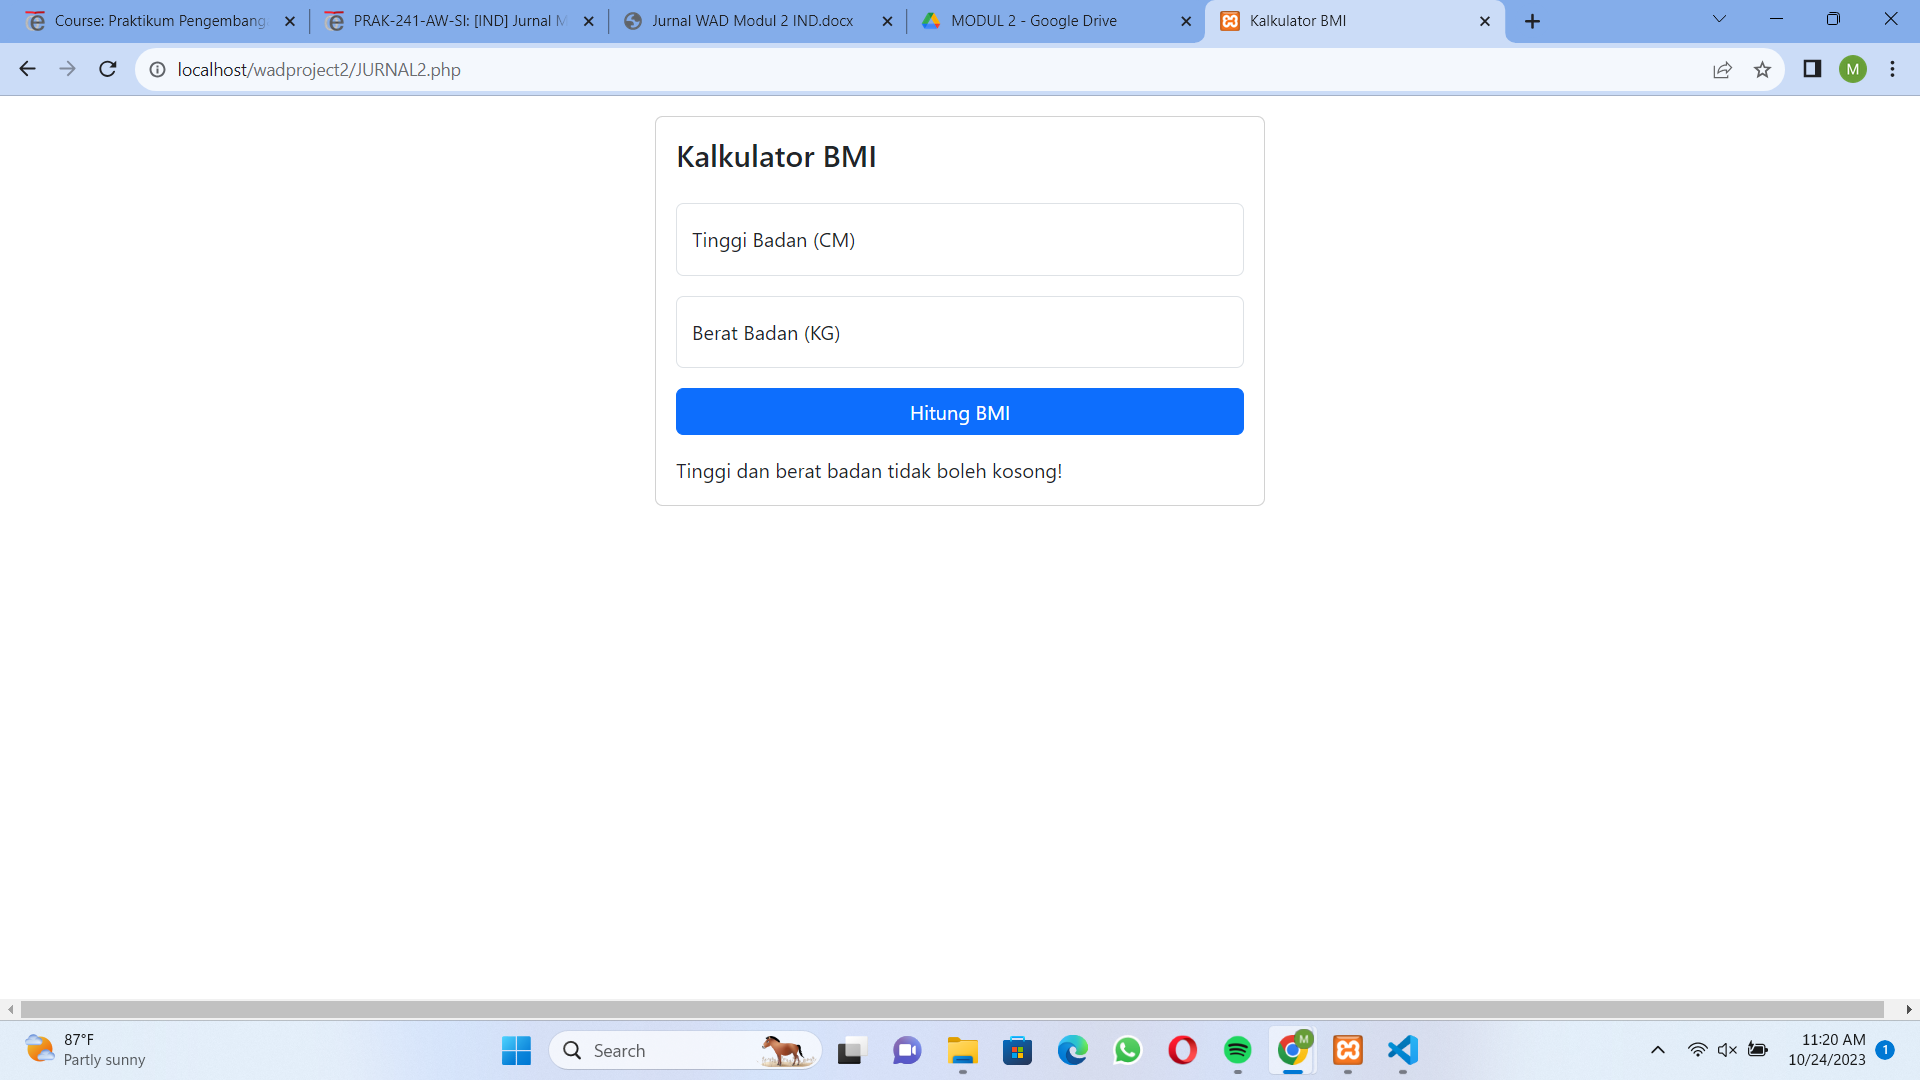 Course: Praktikum Pengembang
PRAK-241-AW-SI: [IND] Jurnal M
Jurnal WAD Modul 2 IND.docx
MODUL 2 - Google Drive
Kalkulator BMI
localhost/wadproject2/JURNAL2.php
M
Kalkulator BMI
Tinggi Badan (CM)
Berat Badan (KG)
Hitung BMI
Tinggi dan berat badan tidak boleh kosong!
87°F
Partly sunny
Search
M
11:20 AM
10/24/2023
1